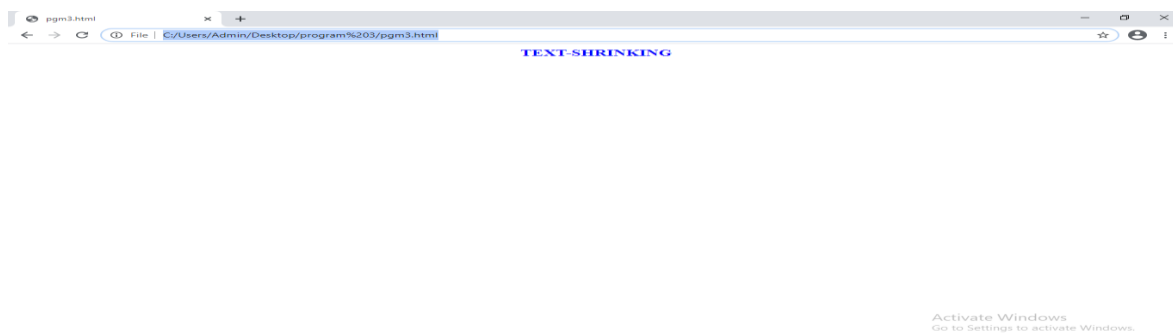 pgm3.html
File | C:/Users/Admin/Desktop/program%203/pgm3.html
TEXT-SHRINKING
Activate Windows
Go to Settings to activate Windows.